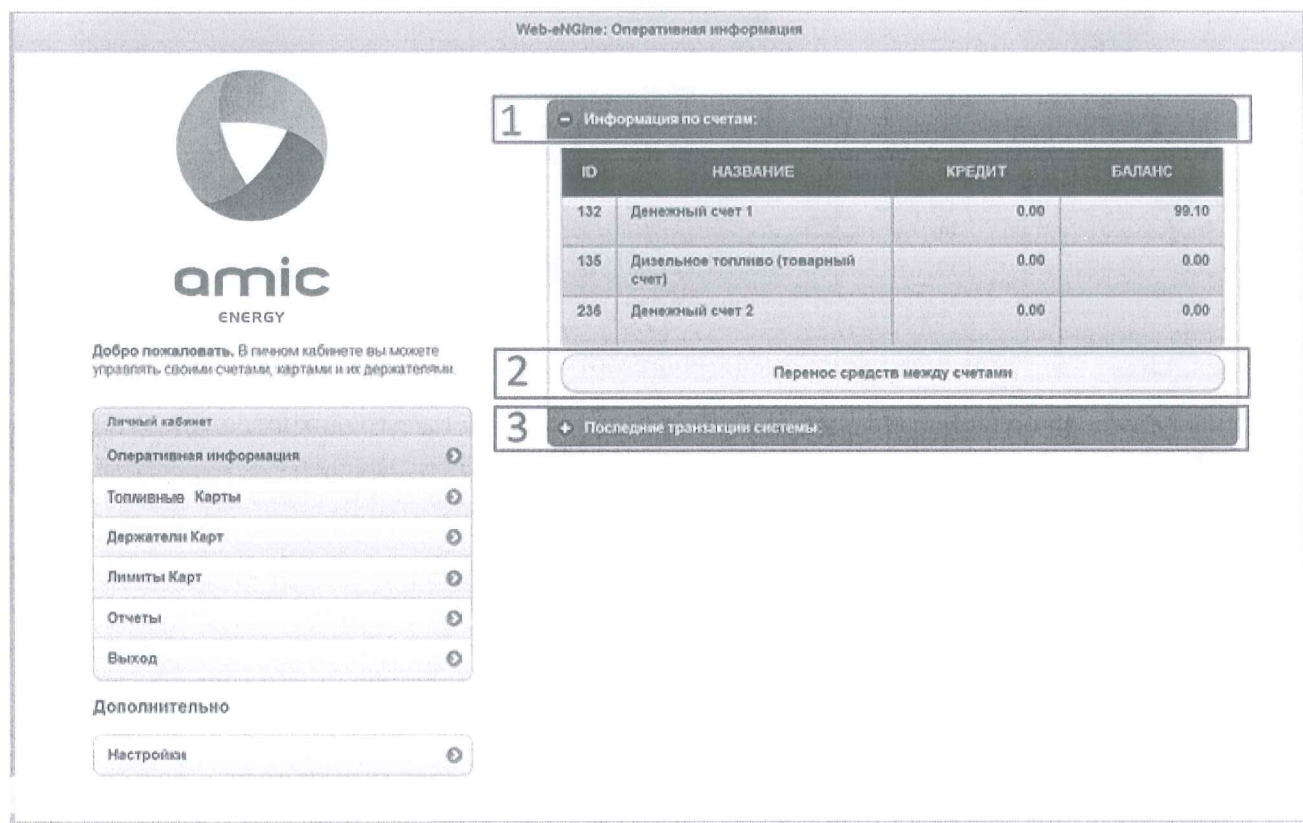 Web-eNGine: Оперативная информация
amic
ENERGY
Добро пожаловать. В личном кабинете вы можете
управлять своими счетами, картами и их держателями.
Личный кабинет
Оперативная информация
Топливные Карты
Держатели Карт
Лимиты Карт
Отчеты
Выход
Дополнительно
Настройки
1 Информация по счетам:
ID НАЗВАНИЕ КРЕДИТ БАЛАНС
132 Денежный счет 1 0.00 99.10
135 Дизельное топливо (товарный 0.00 0.00
счет)
236 Денежный счет 2 0.00 0.00
2 Перенос средств между счетами
3 Последние транзакции системы: